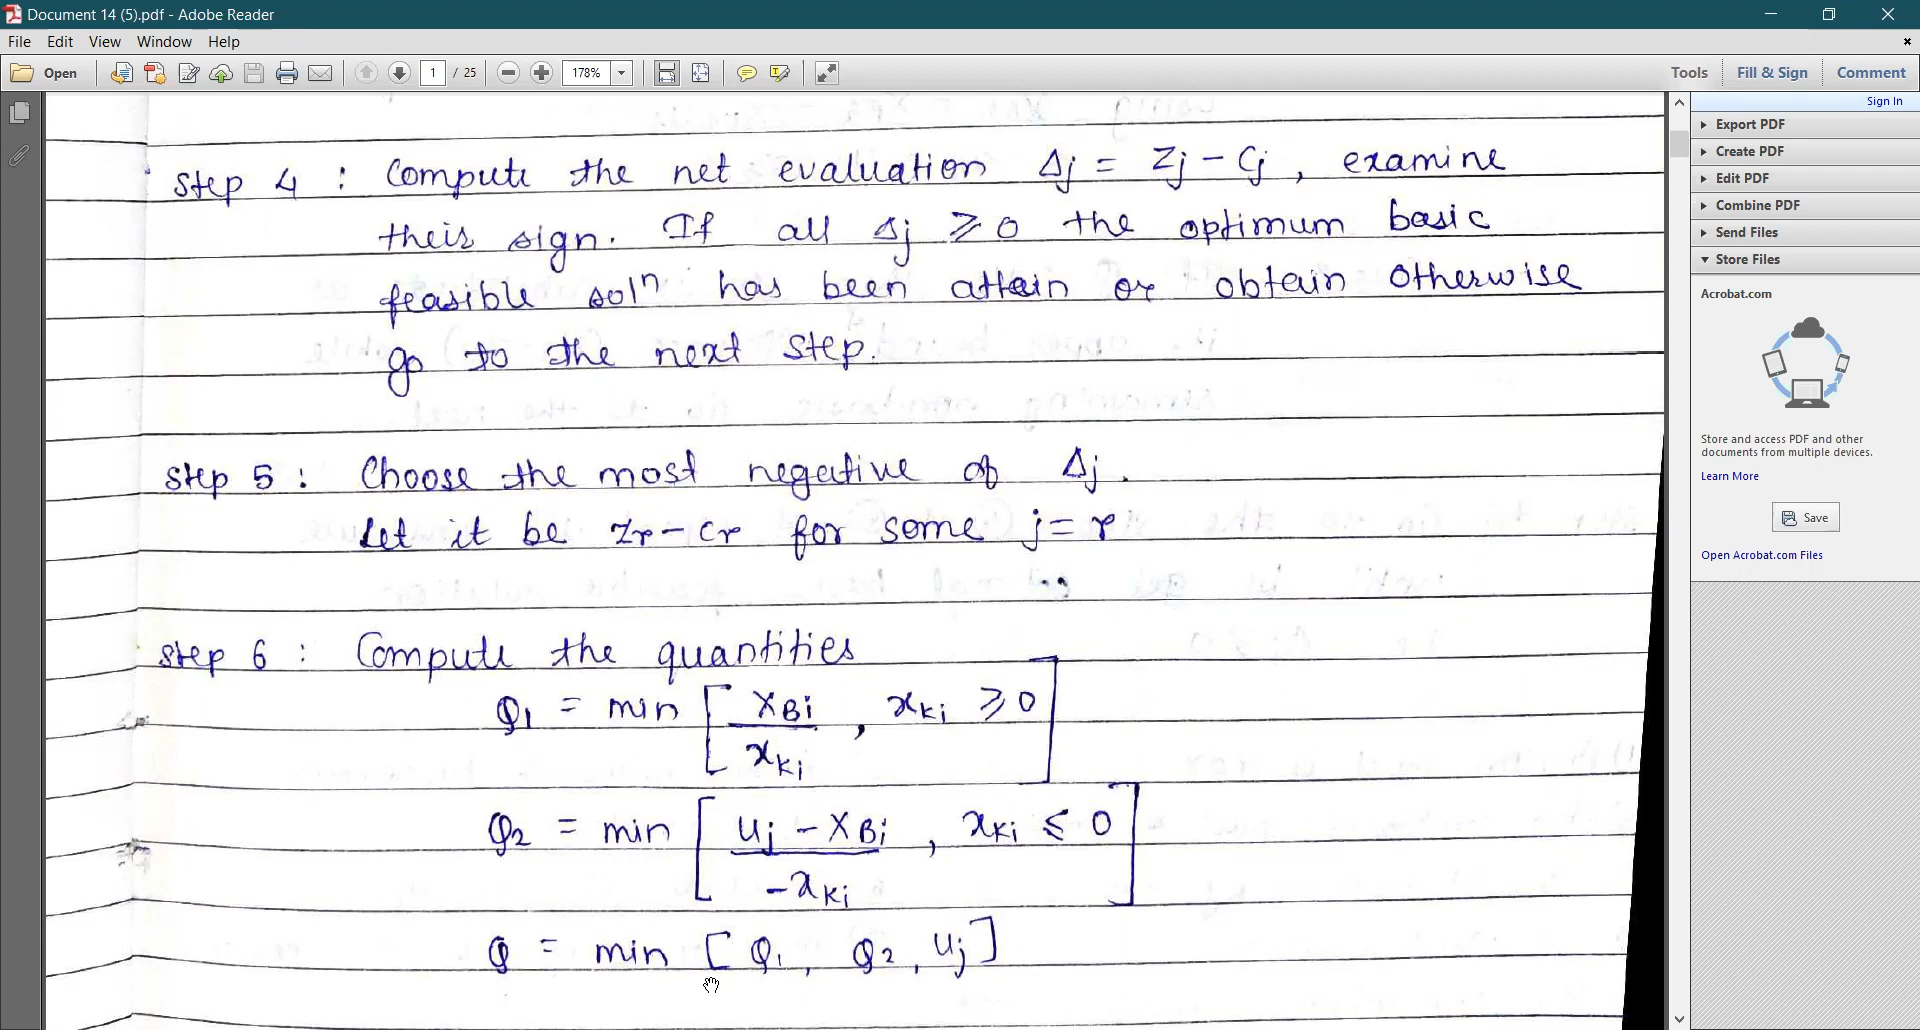 Document 14 (5).pdf - Adobe Reader
File Edit View Window Help
Open 1 / 25 178% Tools Fill & Sign Comment
Sign In
Export PDF
Create PDF
Edit PDF
Combine PDF
Send Files
Store Files
Acrobat.com
Store and access PDF and other
documents from multiple devices.
Learn More
Save
Open Acrobat.com Files
Step 4 : Compute the net evaluation Δj = Zj - Cj , examine
their sign. If all Δj ≥ 0 the optimum basic
feasible solⁿ has been attain or obtain otherwise
go to the next step.
Step 5 : Choose the most negative of Δj .
Let it be Zr - Cr for some j = r
Step 6 : Compute the quantities
Q1 = min [ XBi / xki , xki ≥ 0 ]
Q2 = min [ uj - XBi / -xki , xki ≤ 0 ]
Q = min [ Q1 , Q2 , uj ]